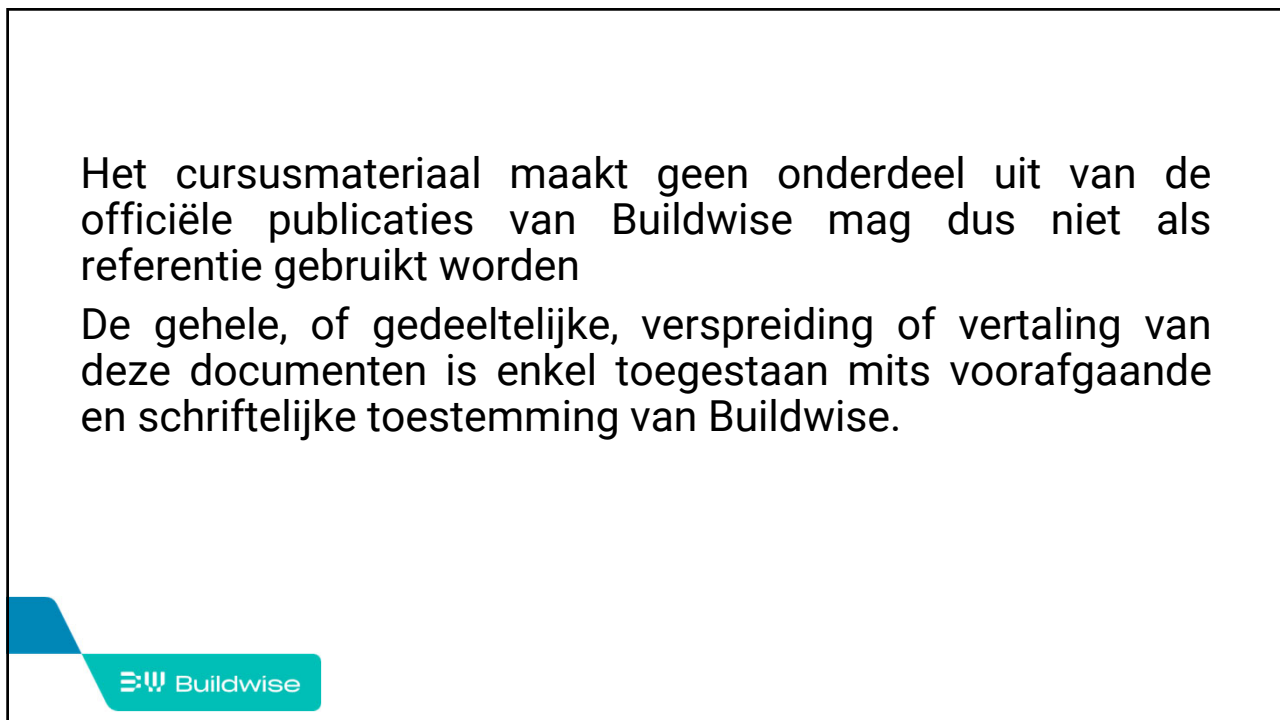 Het cursusmateriaal maakt geen onderdeel uit van de
officiële publicaties van Buildwise mag dus niet als
referentie gebruikt worden
De gehele, of gedeeltelijke, verspreiding of vertaling van
deze documenten is enkel toegestaan mits voorafgaande
en schriftelijke toestemming van Buildwise.
BW Buildwise